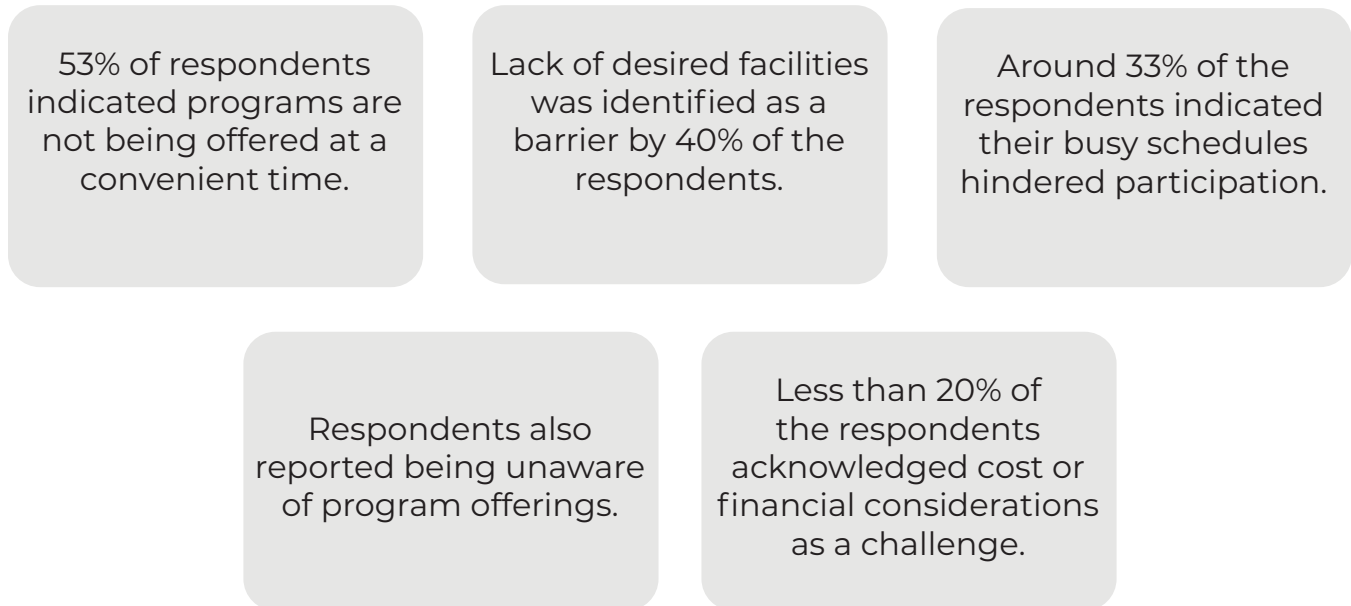 53% of respondents
indicated programs are
not being offered at a
convenient time.
Lack of desired facilities
was identified as a
barrier by 40% of the
respondents.
Around 33% of the
respondents indicated
their busy schedules
hindered participation.
Respondents also
reported being unaware
of program offerings.
Less than 20% of
the respondents
acknowledged cost or
financial considerations
as a challenge.